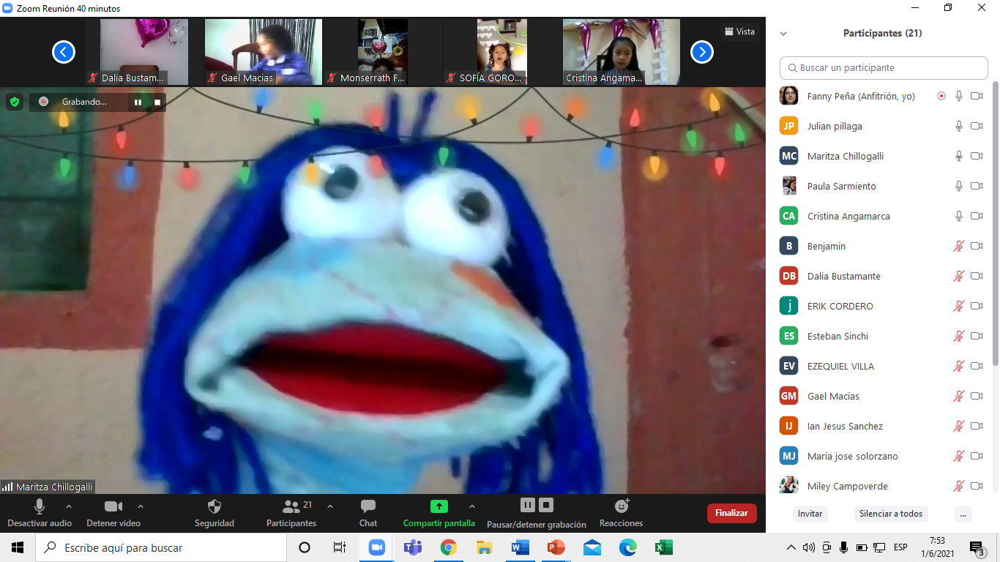 Zoom Reunión 40 minutos
Vista
Dalia Bustam...
Gael Macias
Monserrath F...
SOFÍA GORO...
Cristina Angama...
Grabando...
Maritza Chillogalli
Desactivar audio
Detener video
Seguridad
21
Participantes
Chat
Compartir pantalla
Pausar/detener grabación
Reacciones
Finalizar
Participantes (21)
Buscar un participante
Fanny Peña (Anfitrión, yo)
JP Julian pillaga
MC Maritza Chillogalli
Paula Sarmiento
CA Cristina Angamarca
B Benjamin
DB Dalia Bustamante
j ERIK CORDERO
ES Esteban Sinchi
EV EZEQUIEL VILLA
GM Gael Macias
IJ Ian Jesus Sanchez
MJ Maria jose solorzano
Miley Campoverde
Invitar
Silenciar a todos
...
Escribe aquí para buscar
ESP
7:53
1/6/2021
3